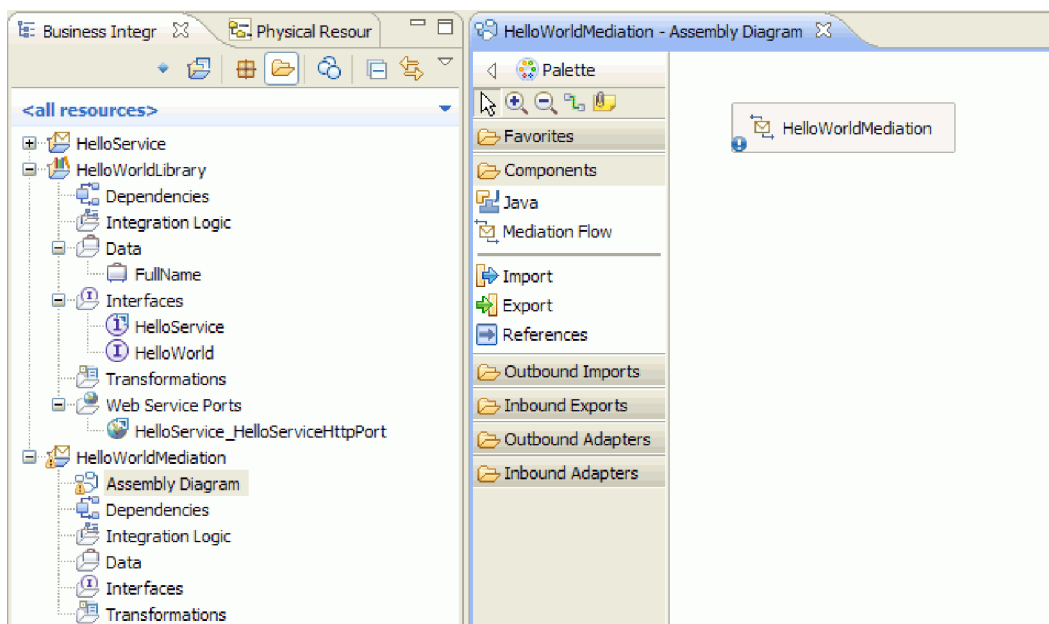 Business Integr
Physical Resour
<all resources>
HelloService
HelloWorldLibrary
Dependencies
Integration Logic
Data
FullName
Interfaces
HelloService
HelloWorld
Transformations
Web Service Ports
HelloService_HelloServiceHttpPort
HelloWorldMediation
Assembly Diagram
Dependencies
Integration Logic
Data
Interfaces
Transformations
HelloWorldMediation - Assembly Diagram
Palette
Favorites
Components
Java
Mediation Flow
Import
Export
References
Outbound Imports
Inbound Exports
Outbound Adapters
Inbound Adapters
HelloWorldMediation